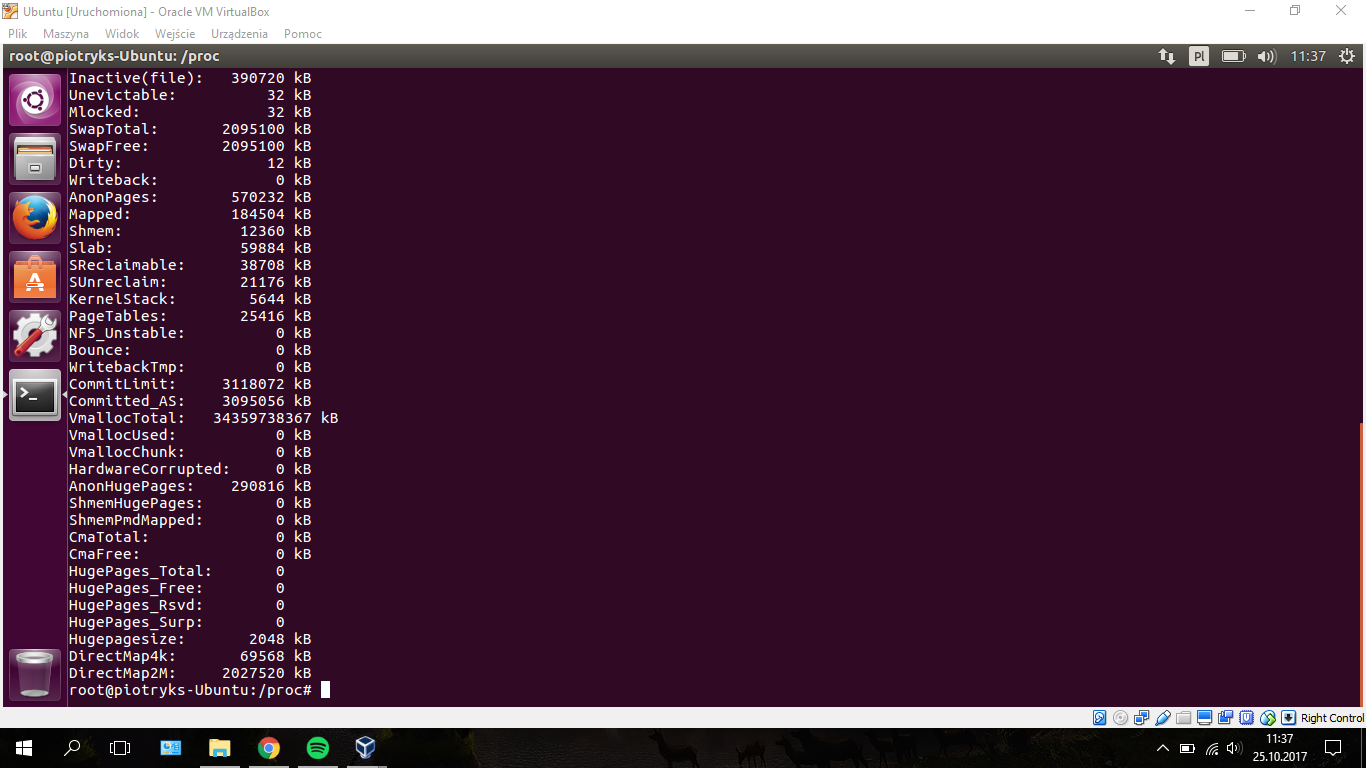 Ubuntu [Uruchomiona] - Oracle VM VirtualBox
Plik Maszyna Widok Wejście Urządzenia Pomoc
root@piotryks-Ubuntu: /proc Pl 11:37
Inactive(file): 390720 kB
Unevictable: 32 kB
Mlocked: 32 kB
SwapTotal: 2095100 kB
SwapFree: 2095100 kB
Dirty: 12 kB
Writeback: 0 kB
AnonPages: 570232 kB
Mapped: 184504 kB
Shmem: 12360 kB
Slab: 59884 kB
SReclaimable: 38708 kB
SUnreclaim: 21176 kB
KernelStack: 5644 kB
PageTables: 25416 kB
NFS_Unstable: 0 kB
Bounce: 0 kB
WritebackTmp: 0 kB
CommitLimit: 3118072 kB
Committed_AS: 3095056 kB
VmallocTotal: 34359738367 kB
VmallocUsed: 0 kB
VmallocChunk: 0 kB
HardwareCorrupted: 0 kB
AnonHugePages: 290816 kB
ShmemHugePages: 0 kB
ShmemPmdMapped: 0 kB
CmaTotal: 0 kB
CmaFree: 0 kB
HugePages_Total: 0
HugePages_Free: 0
HugePages_Rsvd: 0
HugePages_Surp: 0
Hugepagesize: 2048 kB
DirectMap4k: 69568 kB
DirectMap2M: 2027520 kB
root@piotryks-Ubuntu:/proc#
Right Control
11:37
25.10.2017